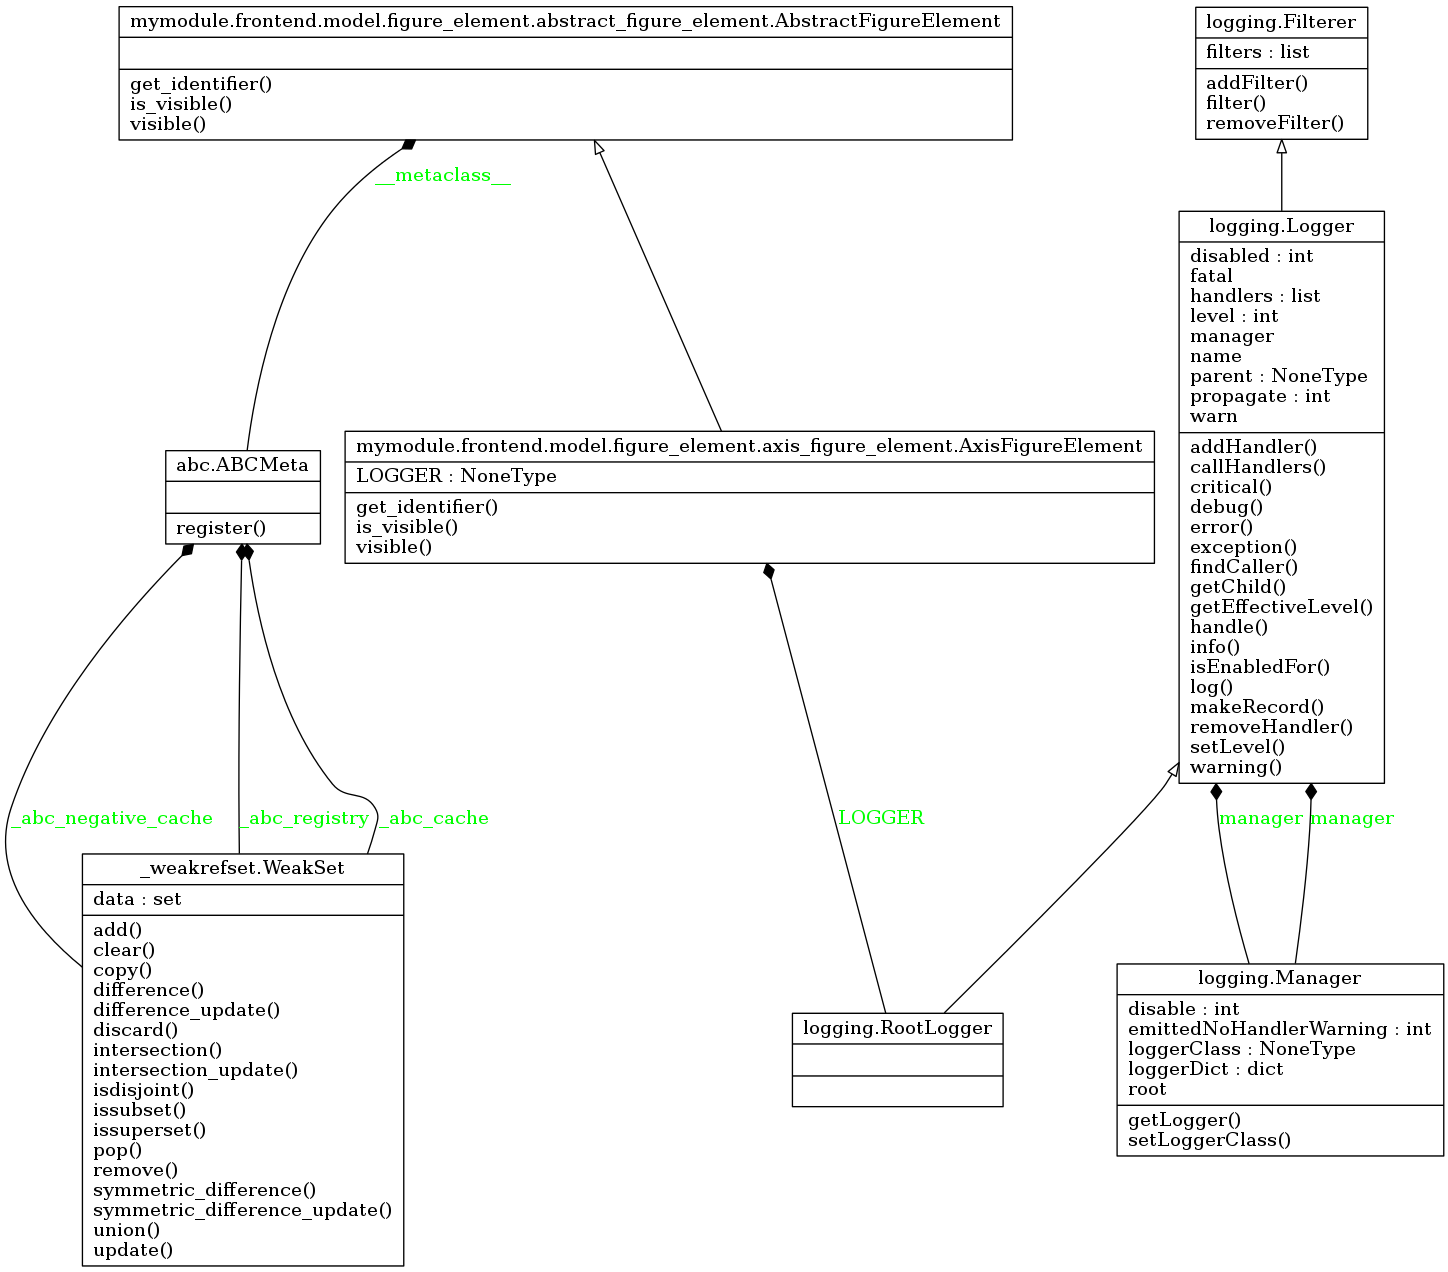 mymodule.frontend.model.figure_element.abstract_figure_element.AbstractFigureElement
get_identifier()
is_visible()
visible()
logging.Filterer
filters : list
addFilter()
filter()
removeFilter()
__metaclass__
logging.Logger
disabled : int
fatal
handlers : list
level : int
manager
name
parent : NoneType
propagate : int
warn
addHandler()
callHandlers()
critical()
debug()
error()
exception()
findCaller()
getChild()
getEffectiveLevel()
handle()
info()
isEnabledFor()
log()
makeRecord()
removeHandler()
setLevel()
warning()
abc.ABCMeta
register()
mymodule.frontend.model.figure_element.axis_figure_element.AxisFigureElement
LOGGER : NoneType
get_identifier()
is_visible()
visible()
_abc_negative_cache
_abc_registry
_abc_cache
LOGGER
manager
manager
_weakrefset.WeakSet
data : set
add()
clear()
copy()
difference()
difference_update()
discard()
intersection()
intersection_update()
isdisjoint()
issubset()
issuperset()
pop()
remove()
symmetric_difference()
symmetric_difference_update()
union()
update()
logging.RootLogger
logging.Manager
disable : int
emittedNoHandlerWarning : int
loggerClass : NoneType
loggerDict : dict
root
getLogger()
setLoggerClass()